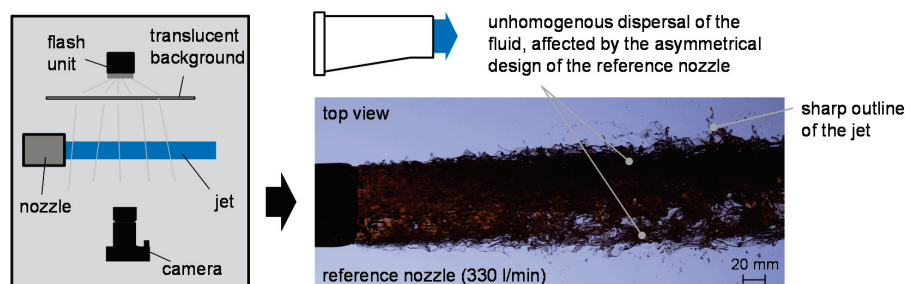 flash
unit
translucent
background
nozzle
jet
camera
unhomogenous dispersal of the
fluid, affected by the asymmetrical
design of the reference nozzle
top view
sharp outline
of the jet
reference nozzle (330 l/min)
20 mm